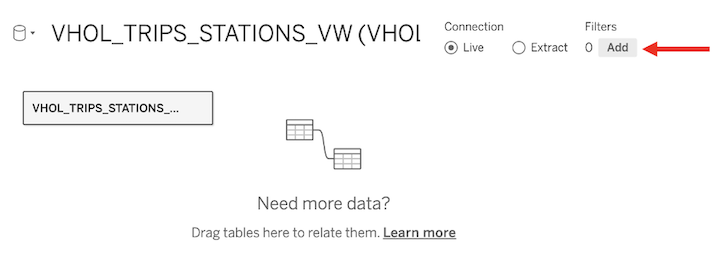 VHOL_TRIPS_STATIONS_VW (VHOL
Connection
Live
Extract
Filters
0 Add
VHOL_TRIPS_STATIONS_...
Need more data?
Drag tables here to relate them. Learn more